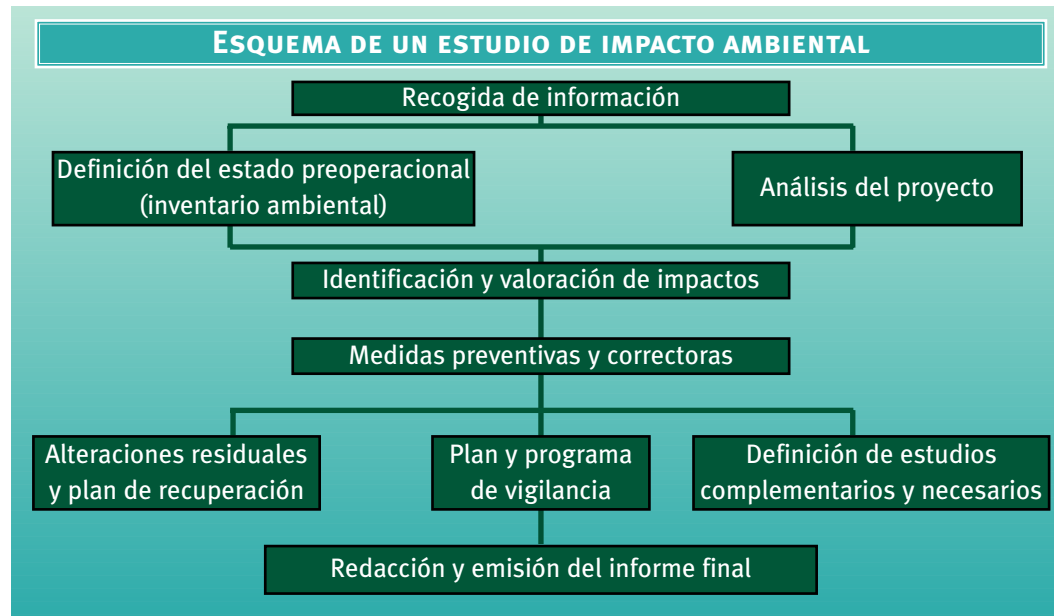 ESQUEMA DE UN ESTUDIO DE IMPACTO AMBIENTAL
Recogida de información
Definición del estado preoperacional
(inventario ambiental)
Análisis del proyecto
Identificación y valoración de impactos
Medidas preventivas y correctoras
Alteraciones residuales
y plan de recuperación
Plan y programa
de vigilancia
Definición de estudios
complementarios y necesarios
Redacción y emisión del informe final